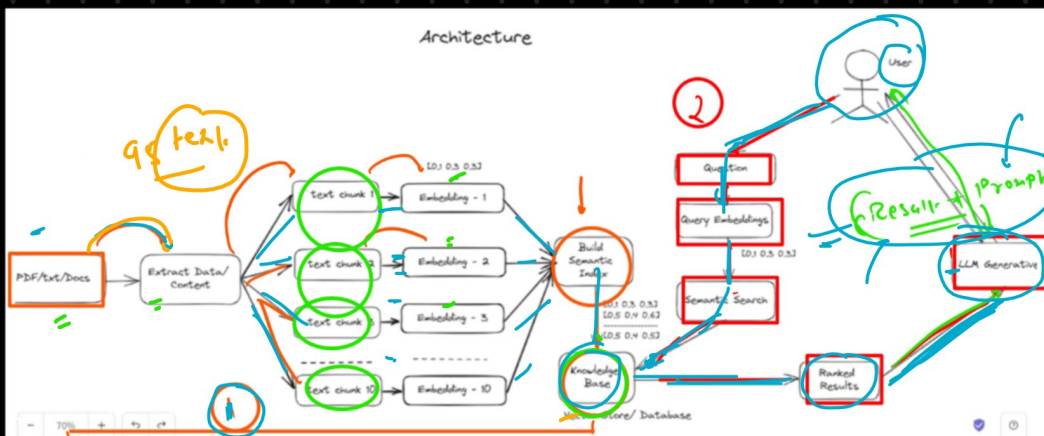 Architecture
User
2
as text
[0.1 0.3 0.3]
text chunk 1
Embedding - 1
Question
Result + Prompt
Query Embeddings
PDF/txt/Docs
Extract Data/
Content
text chunk 2
Embedding - 2
Build
Semantic
Index
[0.1 0.3 0.3]
LLM Generative
Semantic Search
text chunk 3
Embedding - 3
[0.1 0.3 0.3]
[0.5 0.4 0.6]
[0.5 0.4 0.5]
text chunk 10
Embedding - 10
Knowledge
Base
Ranked
Results
1
Store/ Database
70%